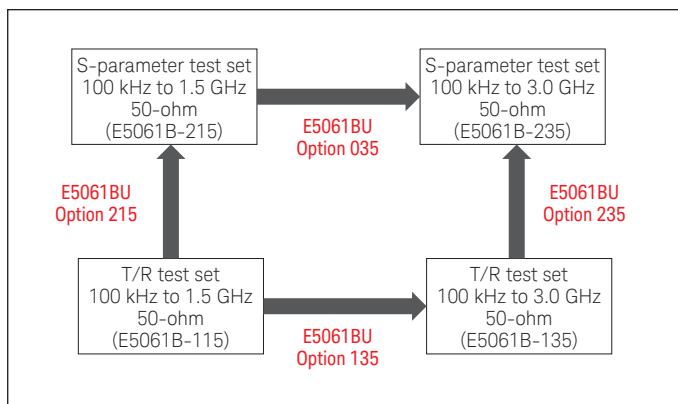 S-parameter test set
100 kHz to 1.5 GHz
50-ohm
(E5061B-215)
E5061BU
Option 035
S-parameter test set
100 kHz to 3.0 GHz
50-ohm
(E5061B-235)
E5061BU
Option 215
E5061BU
Option 235
T/R test set
100 kHz to 1.5 GHz
50-ohm
(E5061B-115)
E5061BU
Option 135
T/R test set
100 kHz to 3.0 GHz
50-ohm
(E5061B-135)